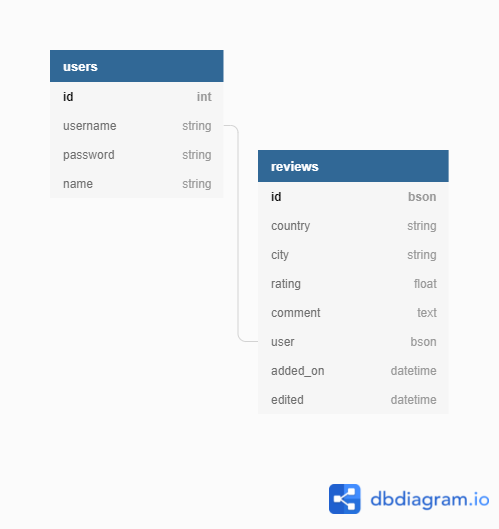 users
id int
username string
password string
name string
reviews
id bson
country string
city string
rating float
comment text
user bson
added_on datetime
edited datetime
dbdiagram.io